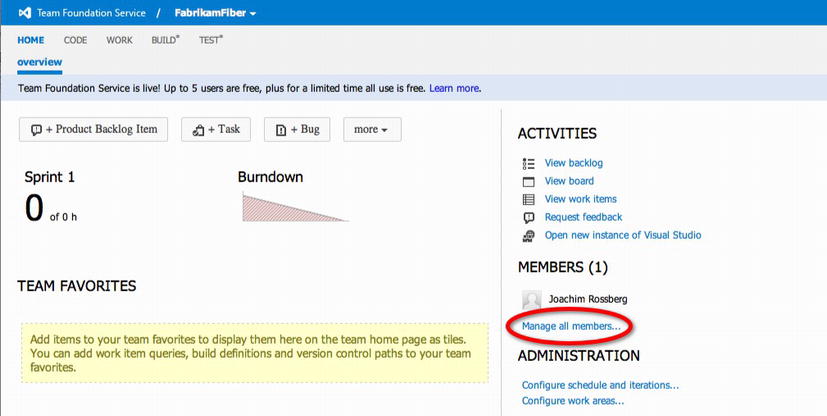 Team Foundation Service / FabrikamFiber
HOME CODE WORK BUILD* TEST*
overview
Team Foundation Service is live! Up to 5 users are free, plus for a limited time all use is free. Learn more.
+ Product Backlog Item + Task + Bug more
Sprint 1
0 of 0 h
Burndown
TEAM FAVORITES
Add items to your team favorites to display them here on the team home page as tiles.
You can add work item queries, build definitions and version control paths to your team
favorites.
ACTIVITIES
View backlog
View board
View work items
Request feedback
Open new instance of Visual Studio
MEMBERS (1)
Joachim Rossberg
Manage all members...
ADMINISTRATION
Configure schedule and iterations...
Configure work areas...